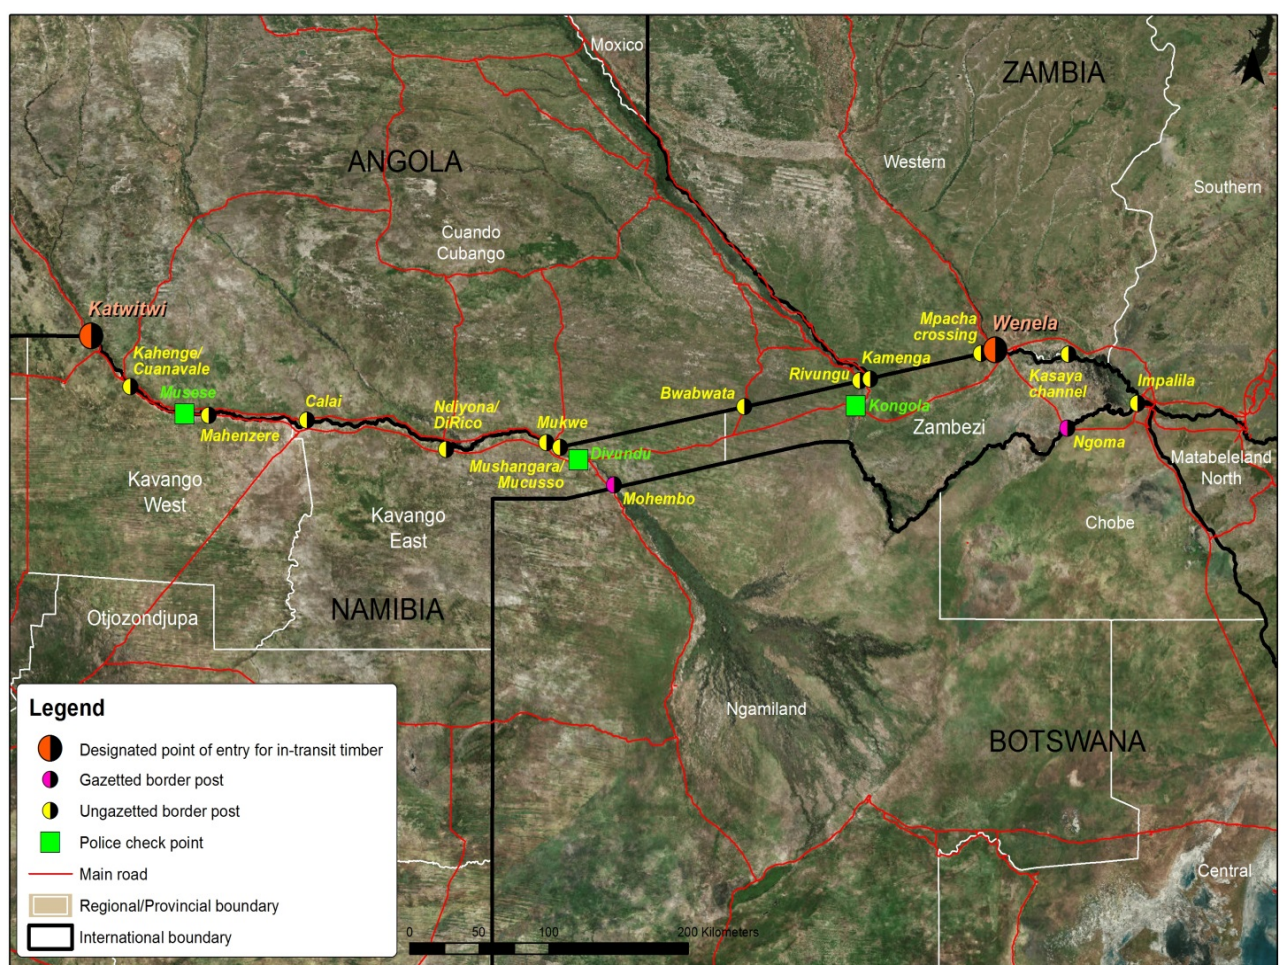 Moxico
ZAMBIA
ANGOLA
Western
Southern
Cuando
Cubango
Katwitwi
Mpacha
crossing
Wenela
Kahenge/
Cuanavale
Musese
Mahenzere
Calai
Ndiyona/
DiRico
Mukwe
Mushangara/
Mucusso
Divundu
Mohembo
Bwabwata
Rivungu
Kamenga
Kongola
Zambezi
Kasaya
channel
Impalila
Ngoma
Matabeleland
North
Kavango
West
Kavango
East
Chobe
Otjozondjupa
NAMIBIA
Ngamiland
BOTSWANA
Central
Legend
Designated point of entry for in-transit timber
Gazetted border post
Ungazetted border post
Police check point
Main road
Regional/Provincial boundary
International boundary
0 50 100 200 Kilometers